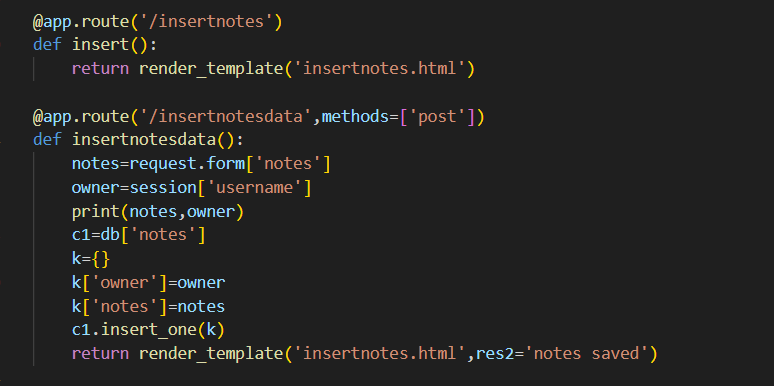 @app.route('/insertnotes')
def insert():
    return render_template('insertnotes.html')

@app.route('/insertnotesdata',methods=['post'])
def insertnotesdata():
    notes=request.form['notes']
    owner=session['username']
    print(notes,owner)
    c1=db['notes']
    k={}
    k['owner']=owner
    k['notes']=notes
    c1.insert_one(k)
    return render_template('insertnotes.html',res2='notes saved')